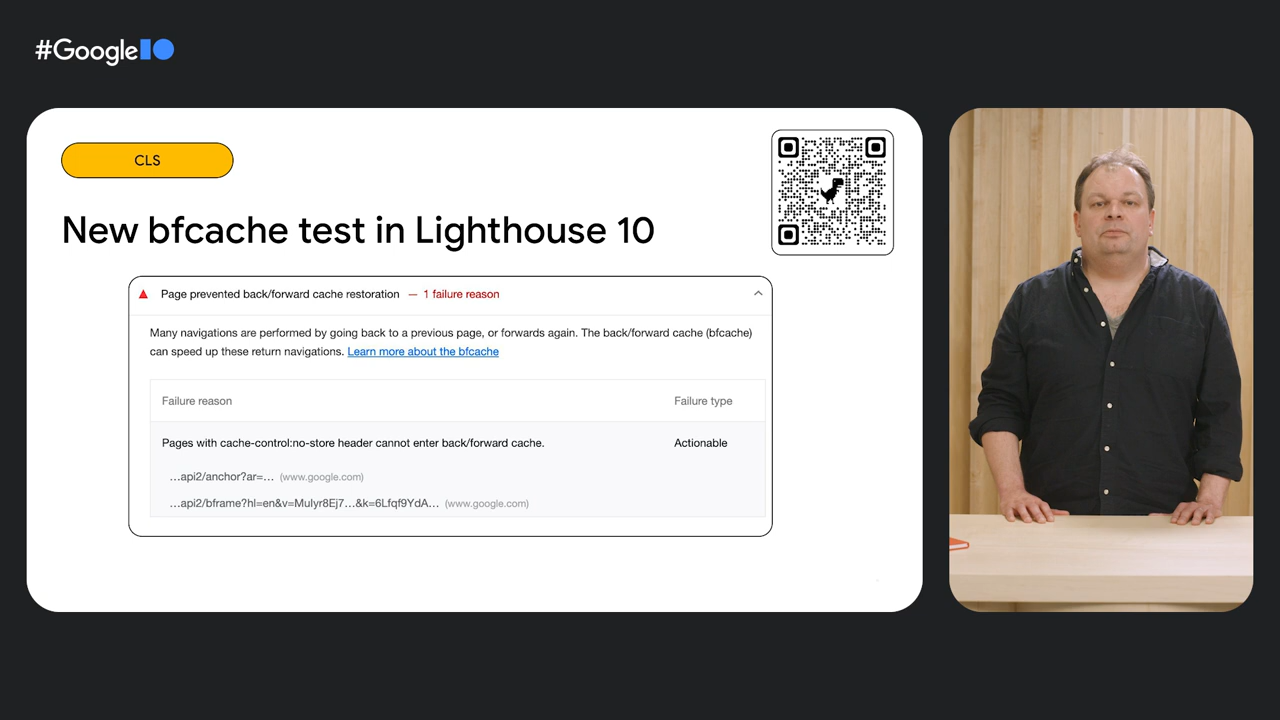 #Google IO
CLS
New bfcache test in Lighthouse 10
Page prevented back/forward cache restoration — 1 failure reason
Many navigations are performed by going back to a previous page, or forwards again. The back/forward cache (bfcache)
can speed up these return navigations. Learn more about the bfcache
Failure reason Failure type
Pages with cache-control:no-store header cannot enter back/forward cache. Actionable
…api2/anchor?ar=… (www.google.com)
…api2/bframe?hl=en&v=MuIyr8Ej7…&k=6Lfqf9YdA… (www.google.com)